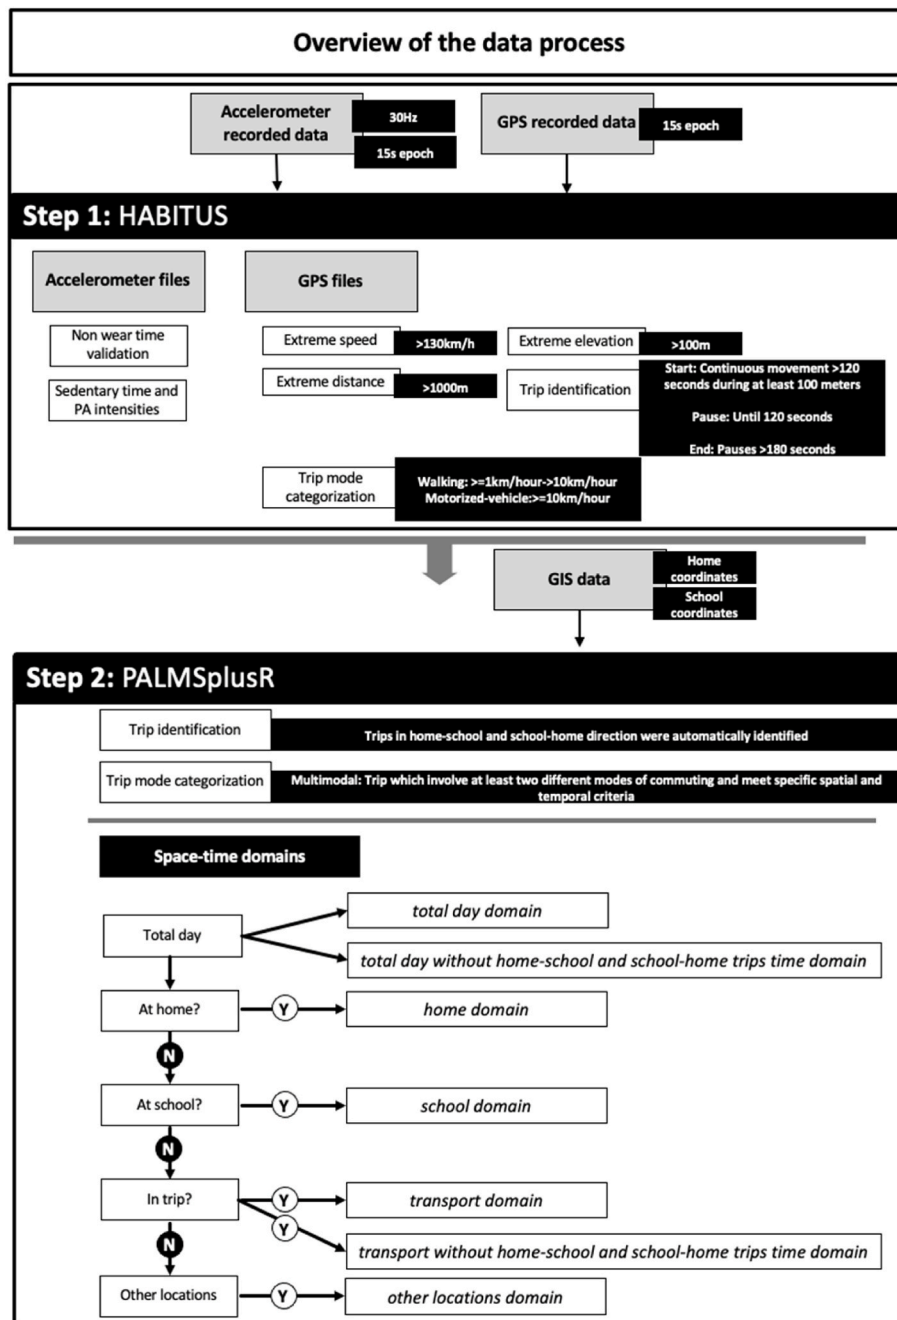 Overview of the data process
Accelerometer
recorded data
30Hz
15s epoch
GPS recorded data
15s epoch
Step 1: HABITUS
Accelerometer files
GPS files
Non wear time
validation
Sedentary time and
PA intensities
Extreme speed
>130km/h
Extreme elevation
>100m
Extreme distance
>1000m
Trip identification
Start: Continuous movement >120
seconds during at least 100 meters
Pause: Until 120 seconds
End: Pauses >180 seconds
Trip mode
categorization
Walking: >=1km/hour->10km/hour
Motorized-vehicle:>=10km/hour
GIS data
Home
coordinates
School
coordinates
Step 2: PALMSplusR
Trip identification
Trips in home-school and school-home direction were automatically identified
Trip mode categorization
Multimodal: Trip which involve at least two different modes of commuting and meet specific spatial and
temporal criteria
Space-time domains
Total day
total day domain
total day without home-school and school-home trips time domain
At home?
Y
home domain
N
At school?
Y
school domain
N
In trip?
Y
transport domain
Y
transport without home-school and school-home trips time domain
N
Other locations
Y
other locations domain